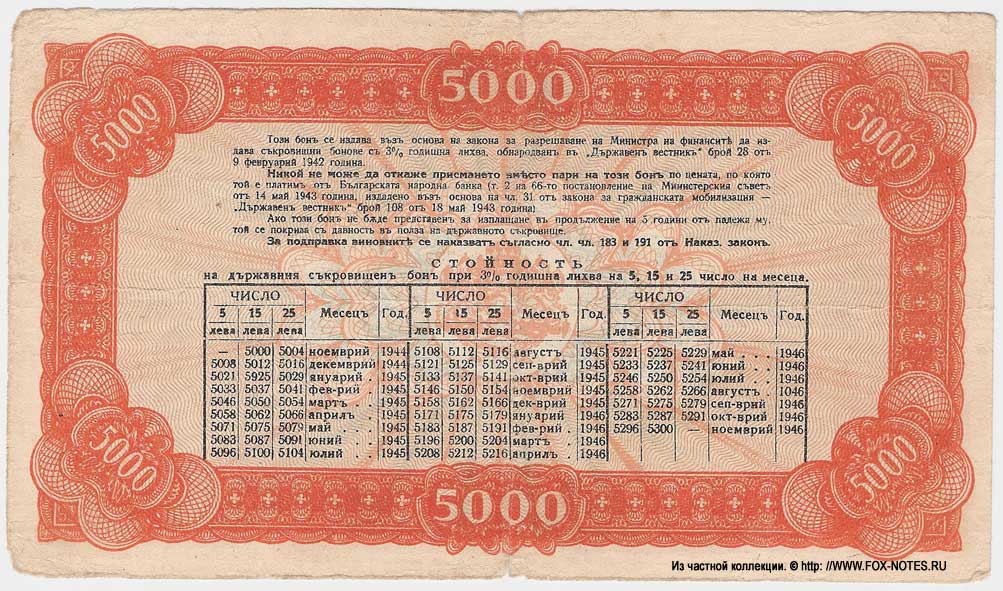 5000
5000 5000
Този бонъ се издава възъ основа на закона за разрешаване на Министра на финанситѣ да из-
дава съкровищни бонове съ 3% годишна лихва, обнародванъ въ „Държавенъ вестникъ“ брой 28 отъ
9 февруарий 1942 година.
Никой не може да откаже приемането вмѣсто пари на този бонъ по цената, по която
той е платимъ отъ Българската народна банка (т. 2 на 66-то постановление на Министерския съветъ
отъ 14 май 1943 година, издадено възъ основа на чл. 31 отъ закона за гражданската мобилизация —
„Държавенъ вестникъ“ брой 108 отъ 18 май 1943 година).
Ако този бонъ не бѫде представенъ за изплащане въ продължение на 5 години отъ падежа му,
той се покрива съ давность въ полза на държавното съкровище.
За подправка виновнитѣ се наказватъ съгласно чл. чл. 183 и 191 отъ Наказ. законъ.
СТОЙНОСТЬ
на държавния съкровищенъ бонъ при 3% годишна лихва на 5, 15 и 25 число на месеца.
ЧИСЛО ЧИСЛО ЧИСЛО
5 15 25 Месецъ Год. 5 15 25 Месецъ Год. 5 15 25 Месецъ Год.
лева лева лева лева лева лева лева лева лева
— 5000 5004 ноемврий 1944 5108 5112 5116 августъ 1945 5221 5225 5229 май . . . 1946
5008 5012 5016 декемврий 1944 5121 5125 5129 сеп-врий 1945 5233 5237 5241 юний . . . 1946
5021 5925 5029 януарий . 1945 5133 5137 5141 окт-врий 1945 5246 5250 5254 юлий . . . 1946
5033 5037 5041 фев-рий . 1945 5146 5150 5154 ноемврий 1945 5258 5262 5266 августъ . 1046
5046 5050 5054 мартъ . . 1945 5158 5162 5166 дек-врий 1945 5271 5275 5279 сеп-врий 1946
5058 5062 5066 априлъ . . 1945 5171 5175 5179 януарий 1946 5283 5287 5291 окт-врий 1946
5071 5075 5079 май . . . 1945 5183 5187 5191 фев-рий . 1946 5296 5300 — ноемврий 1946
5083 5087 5091 юний . . 1945 5196 5200 5204 мартъ . 1946
5096 5100 5104 юлий . . 1945 5208 5212 5216 априлъ . 1946
5000 5000
5000
Из частной коллекции. © http: //www.FOX-NOTES.RU